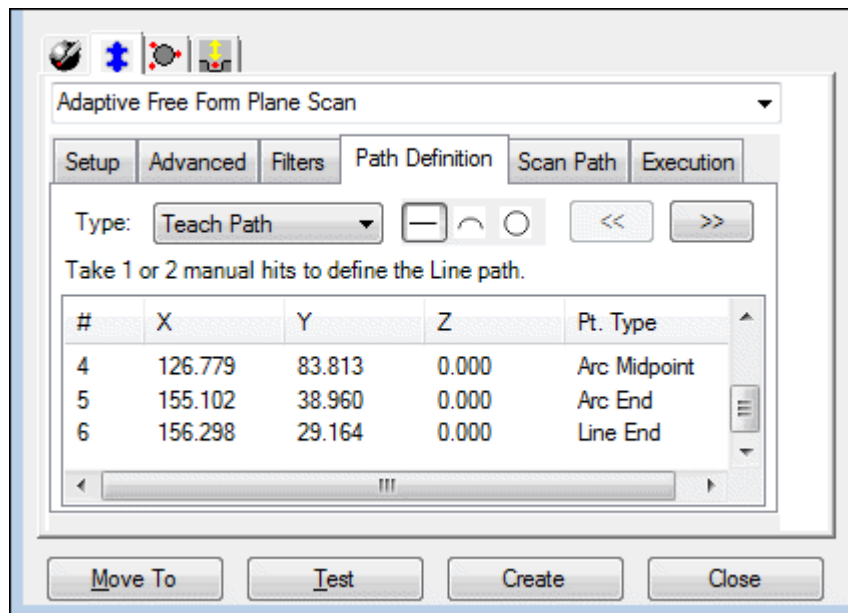 Adaptive Free Form Plane Scan
Setup Advanced Filters Path Definition Scan Path Execution
Type: Teach Path << >>
Take 1 or 2 manual hits to define the Line path.
# X Y Z Pt. Type
4 126.779 83.813 0.000 Arc Midpoint
5 155.102 38.960 0.000 Arc End
6 156.298 29.164 0.000 Line End
Move To Test Create Close